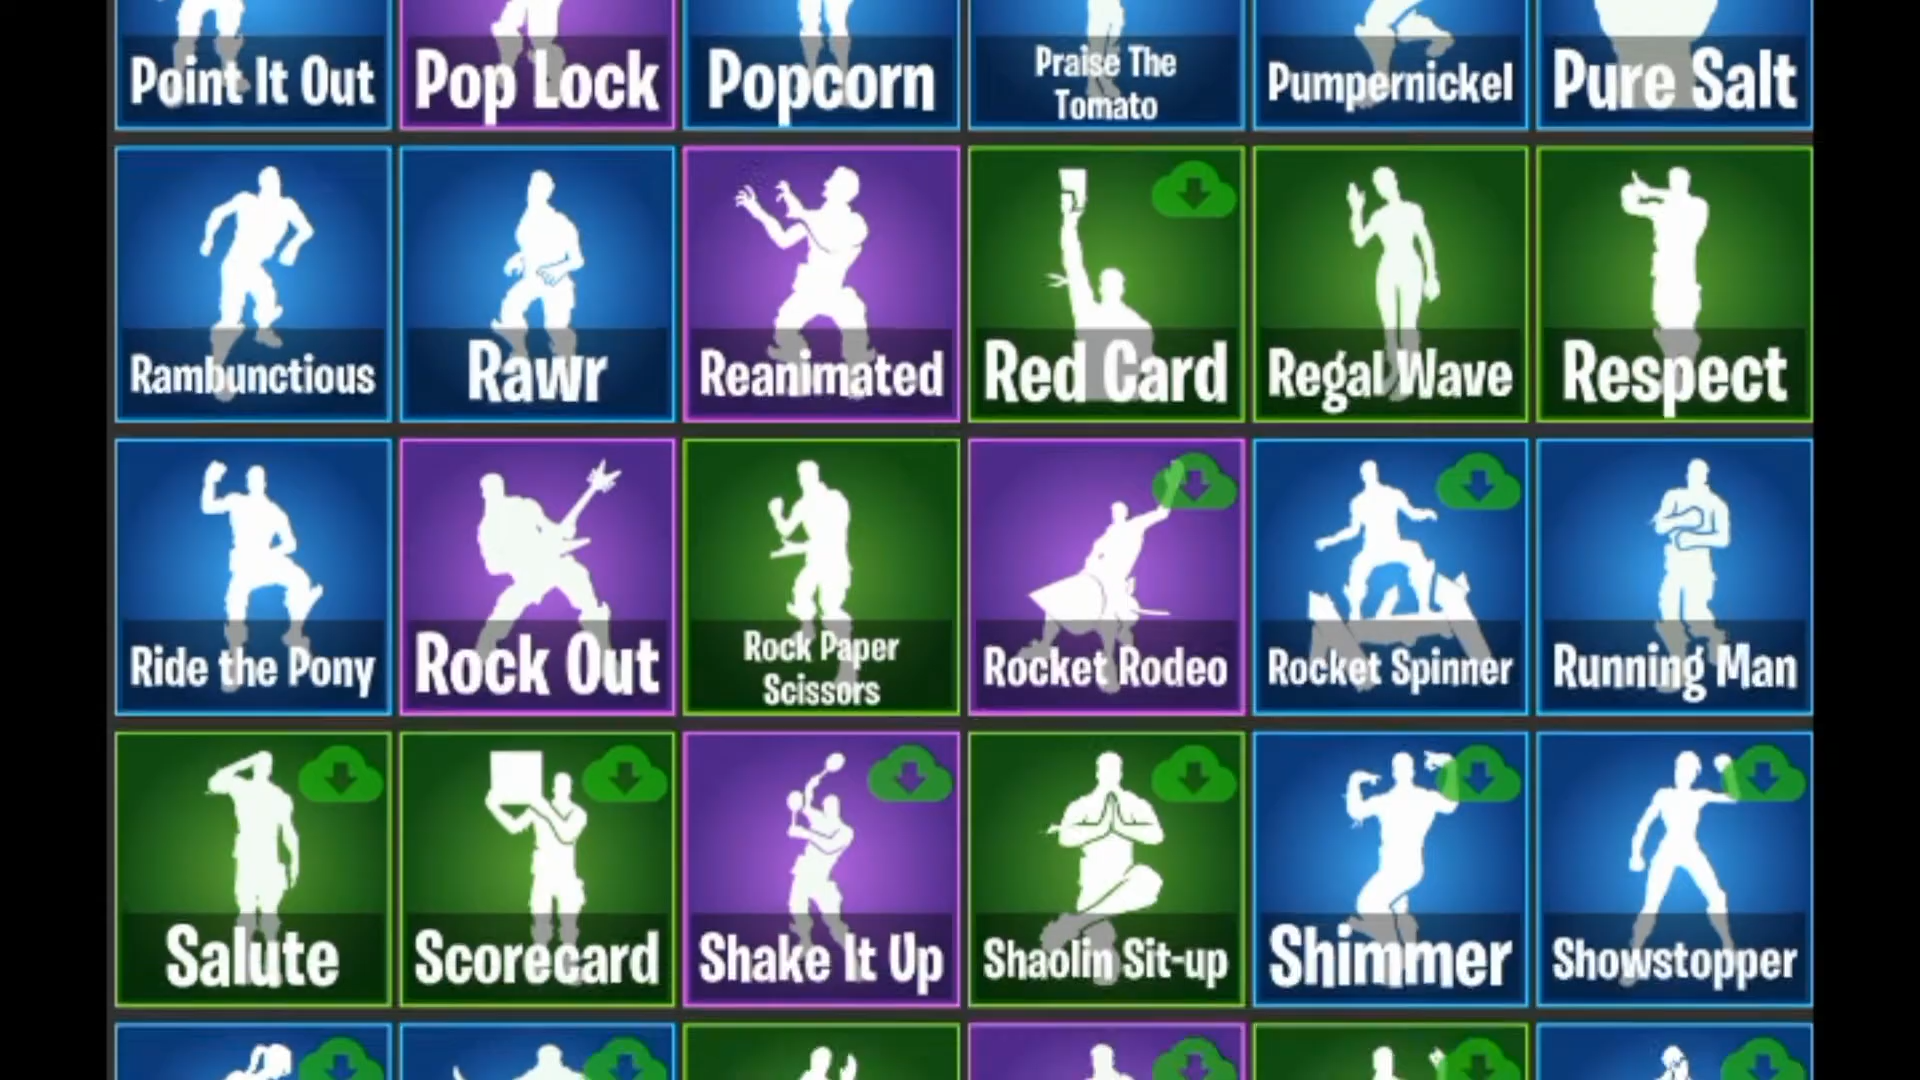 Point It Out
Pop Lock
Popcorn
Praise The
Tomato
Pumpernickel
Pure Salt
Rambunctious
Rawr
Reanimated
Red Card
Regal Wave
Respect
Ride the Pony
Rock Out
Rock Paper
Scissors
Rocket Rodeo
Rocket Spinner
Running Man
Salute
Scorecard
Shake It Up
Shaolin Sit-up
Shimmer
Showstopper